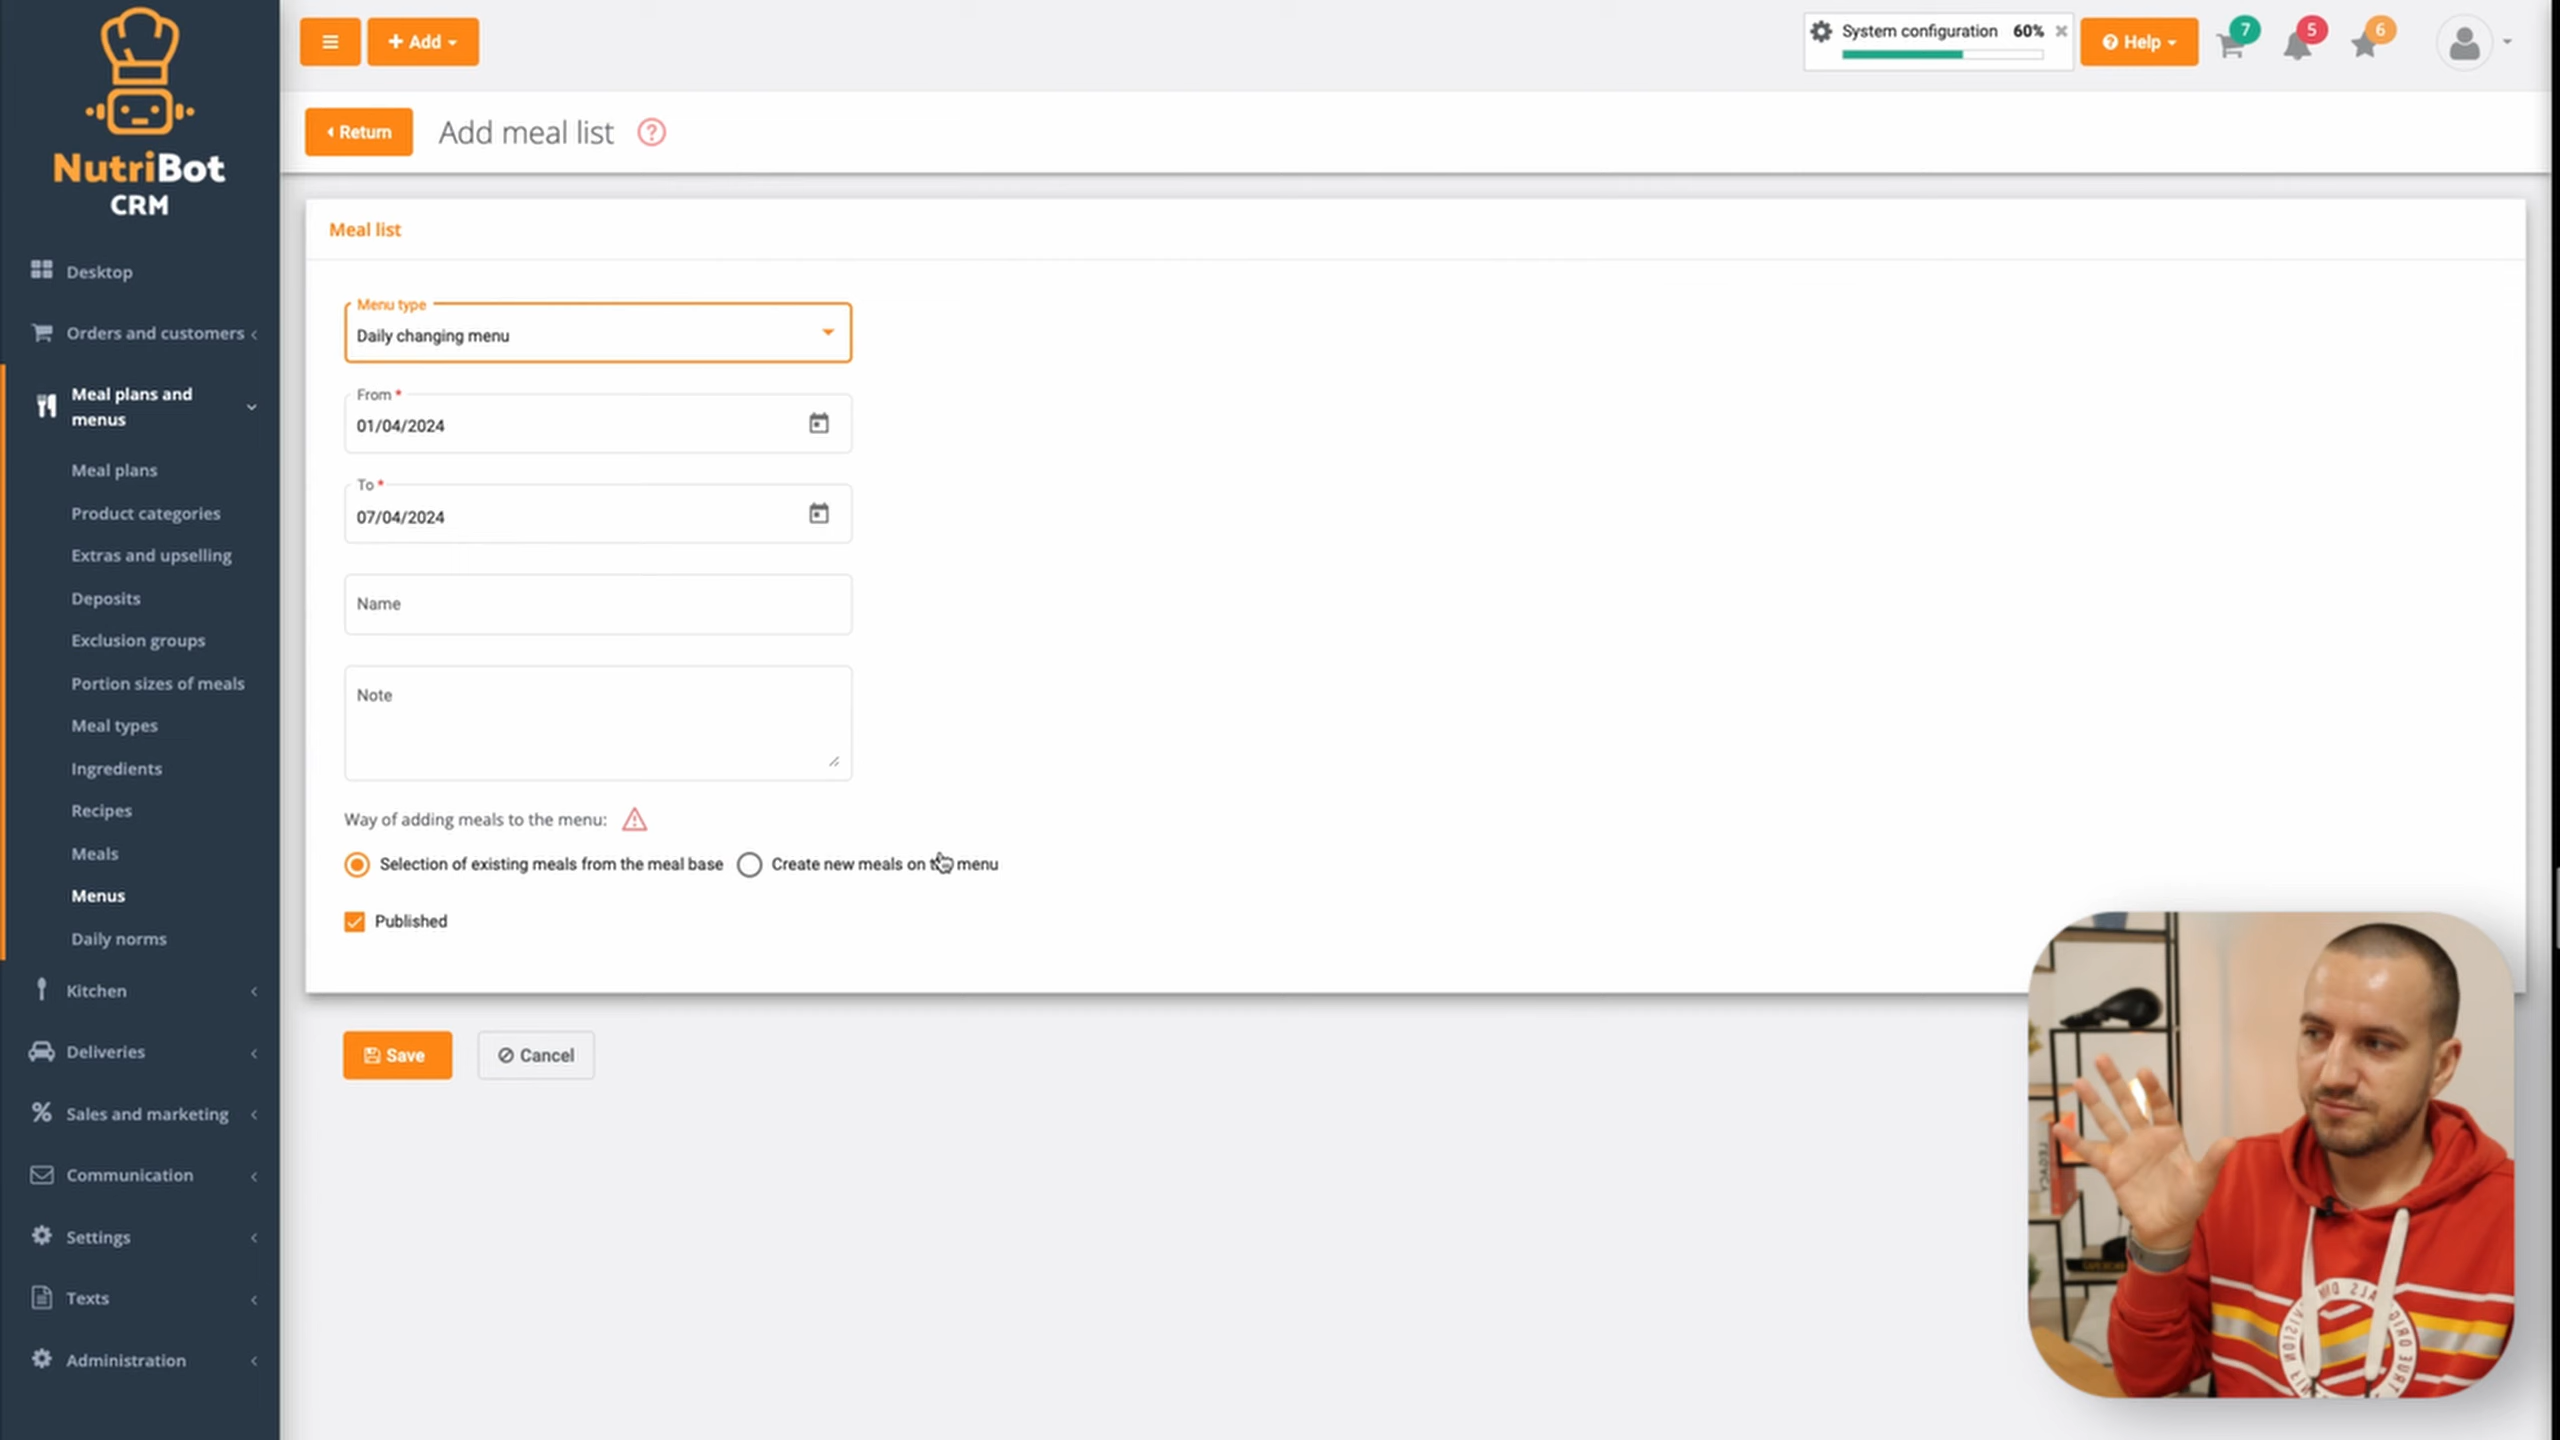 NutriBot
CRM
Desktop
Orders and customers
Meal plans and
menus
Meal plans
Product categories
Extras and upselling
Deposits
Exclusion groups
Portion sizes of meals
Meal types
Ingredients
Recipes
Meals
Menus
Daily norms
Kitchen
Deliveries
Sales and marketing
Communication
Settings
Texts
Administration
+ Add
System configuration 60%
Help
7
5
6
Return
Add meal list
Meal list
Menu type
Daily changing menu
From *
01/04/2024
To *
07/04/2024
Name
Note
Way of adding meals to the menu:
Selection of existing meals from the meal base
Create new meals on the menu
Published
Save
Cancel